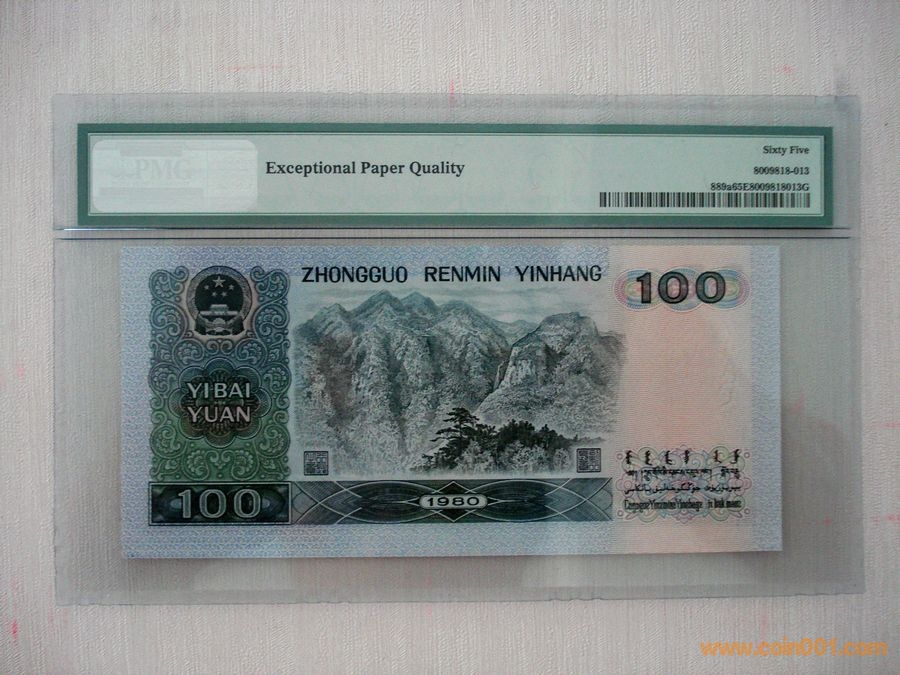 PMG
Exceptional Paper Quality
Sixty Five
8009818-013
889a65E8009818013G
ZHONGGUO RENMIN YINHANG
100
YIBAI
YUAN
100
1980
www.coin001.com